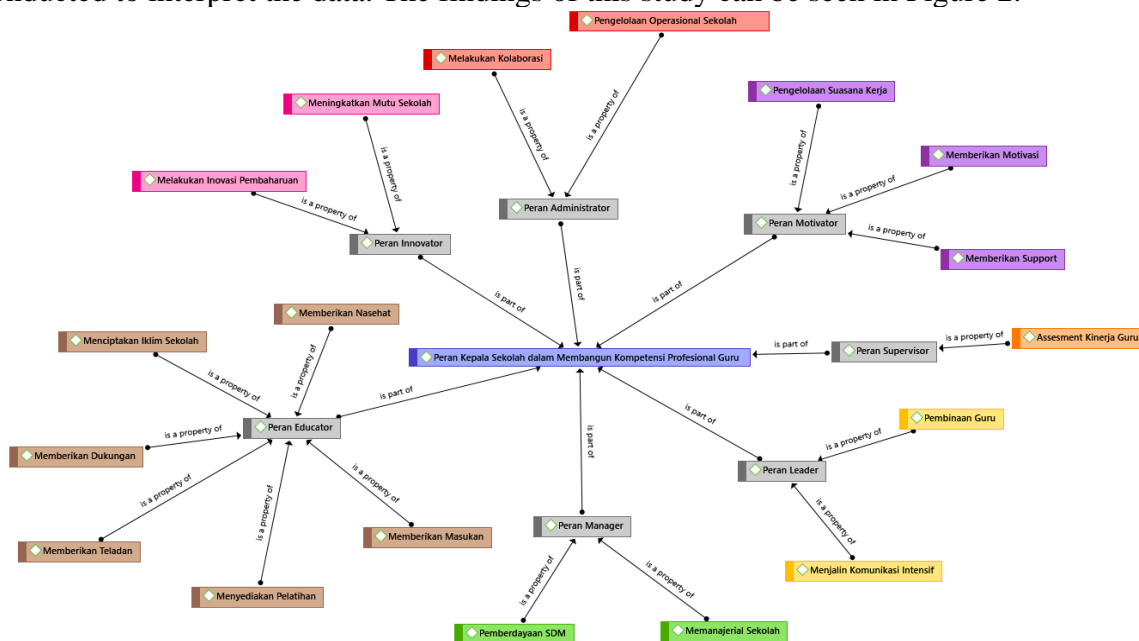 conducted to interpret the data. The findings of this study can be seen in Figure 2.
Pengelolaan Operasional Sekolah
Melakukan Kolaborasi
Pengelolaan Suasana Kerja
Meningkatkan Mutu Sekolah
is a property of
is a property of
is a property of
is a property of
Memberikan Motivasi
Melakukan Inovasi Pembaharuan
is a property of
is a property of
Peran Administrator
Peran Motivator
Peran Innovator
is a property of
Memberikan Support
is part of
is part of
is part of
Memberikan Nasehat
Menciptakan Iklim Sekolah
is a property of
Assesment Kinerja Guru
Peran Kepala Sekolah dalam Membangun Kompetensi Profesional Guru
is part of
Peran Supervisor
is a property of
is a property of
is part of
is part of
Pembinaan Guru
Peran Educator
is a property of
is part of
is a property of
Memberikan Dukungan
Peran Leader
is a property of
is a property of
is a property of
is a property of
Peran Manager
Memberikan Masukan
Memberikan Teladan
Menjalin Komunikasi Intensif
Menyediakan Pelatihan
is a property of
is a property of
Pemberdayaan SDM
Memanajerial Sekolah